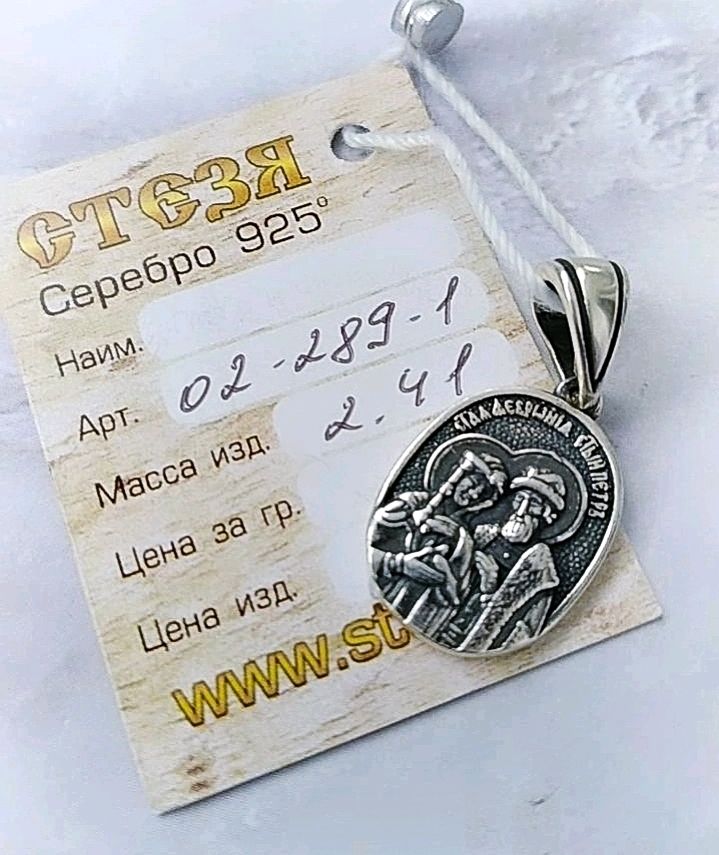 СТЕЗЯ
Серебро 925°
Наим.
Арт. 02-289-1
Масса изд. 2.41
Цена за гр.
Цена изд.
www.st